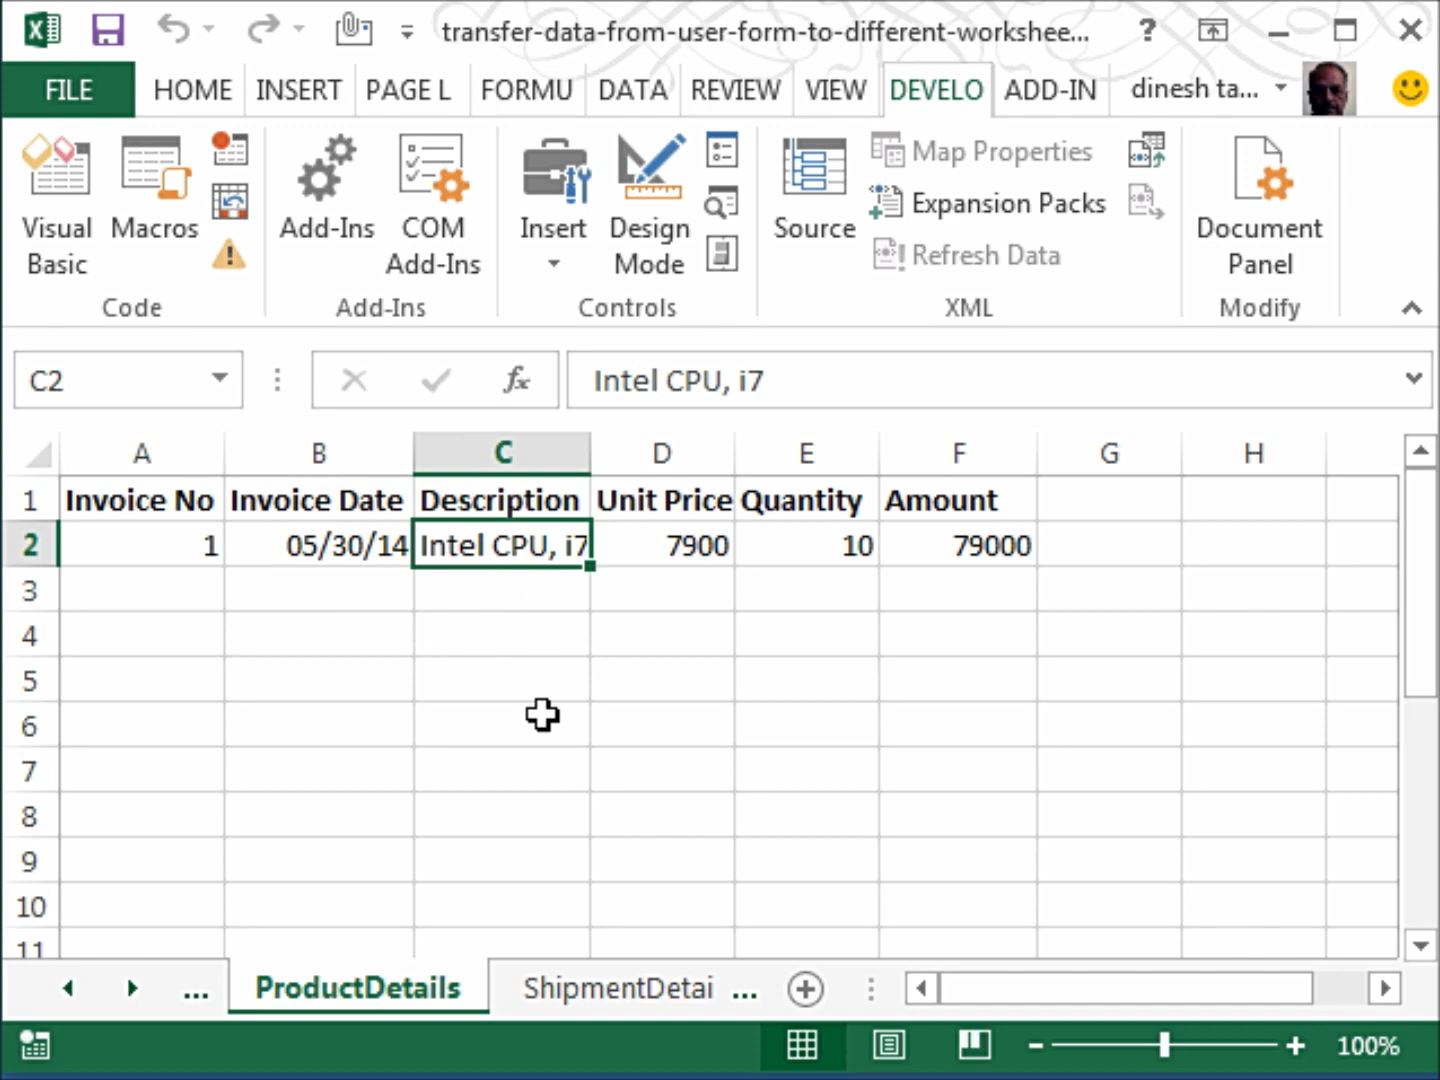 transfer-data-from-user-form-to-different-workshee... ?
FILE HOME INSERT PAGE L FORMU DATA REVIEW VIEW DEVELO ADD-IN dinesh ta...
Visual Basic Macros Add-Ins COM Add-Ins Insert Design Mode Source Map Properties Expansion Packs Refresh Data Document Panel
Code Add-Ins Controls XML Modify
C2 fx Intel CPU, i7
A B C D E F G H
1 Invoice No Invoice Date Description Unit Price Quantity Amount
2 1 05/30/14 Intel CPU, i7 7900 10 79000
3
4
5
6
7
8
9
10
11
... ProductDetails ShipmentDetai ...
100%